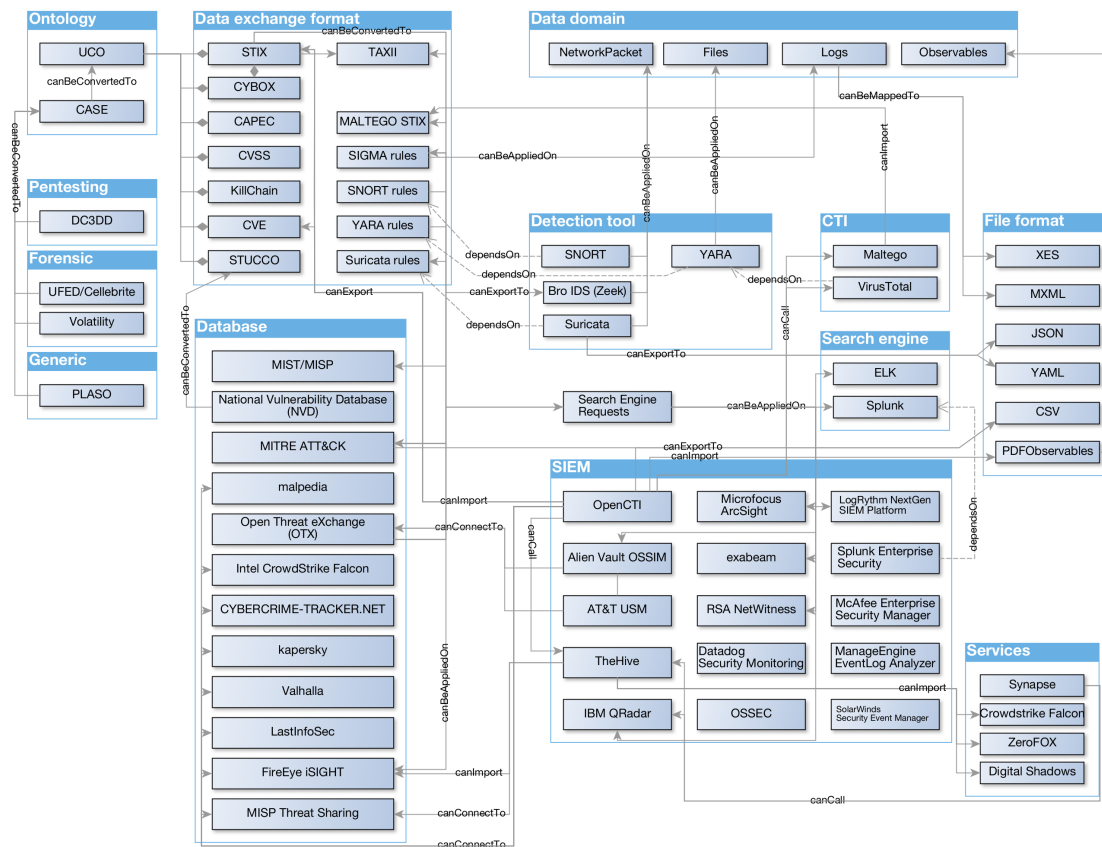 Ontology
UCO
canBeConvertedTo
CASE
canBeConvertedTo
Pentesting
DC3DD
Forensic
UFED/Cellebrite
Volatility
Generic
PLASO
Data exchange format
canBeConvertedTo
STIX
TAXII
CYBOX
CAPEC
MALTEGO STIX
CVSS
SIGMA rules
KillChain
SNORT rules
CVE
YARA rules
STUCCO
Suricata rules
canBeConvertedTo
canExport
canExportTo
canBeAppliedOn
dependsOn
dependsOn
dependsOn
Data domain
NetworkPacket
Files
Logs
Observables
canBeMappedTo
canBeAppliedOn
canBeAppliedOn
canImport
Detection tool
SNORT
YARA
Bro IDS (Zeek)
Suricata
dependsOn
canExportTo
canCall
CTI
Maltego
VirusTotal
File format
XES
MXML
JSON
YAML
CSV
PDFObservables
Search engine
ELK
Splunk
Search Engine
Requests
canBeAppliedOn
canExportTo
canImport
dependsOn
Database
MIST/MISP
National Vulnerability Database
(NVD)
MITRE ATT&CK
malpedia
Open Threat eXchange
(OTX)
Intel CrowdStrike Falcon
CYBERCRIME-TRACKER.NET
kapersky
Valhalla
LastInfoSec
FireEye iSIGHT
MISP Threat Sharing
canImport
canConnectTo
canCall
canBeAppliedOn
canImport
canConnectTo
canConnectTo
SIEM
OpenCTI
Microfocus
ArcSight
LogRythm NextGen
SIEM Platform
Alien Vault OSSIM
exabeam
Splunk Enterprise
Security
AT&T USM
RSA NetWitness
McAfee Enterprise
Security Manager
TheHive
Datadog
Security Monitoring
ManageEngine
EventLog Analyzer
canImport
IBM QRadar
OSSEC
SolarWinds
Security Event Manager
canCall
Services
Synapse
Crowdstrike Falcon
ZeroFOX
Digital Shadows